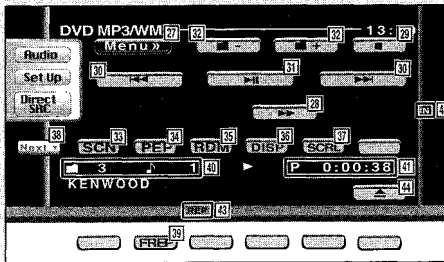 DVD MP3/WM 27 32 32 13: 29
Menu » - +
Audio
30 31 30
Set Up
Direct
SRC
28
IN 4
38 33 34 35 36 37
Next SCN REP RDM DISP SCRL
3 ♪ 1 40 ► P 0:00:38 41
KENWOOD 44
43
39
FREP